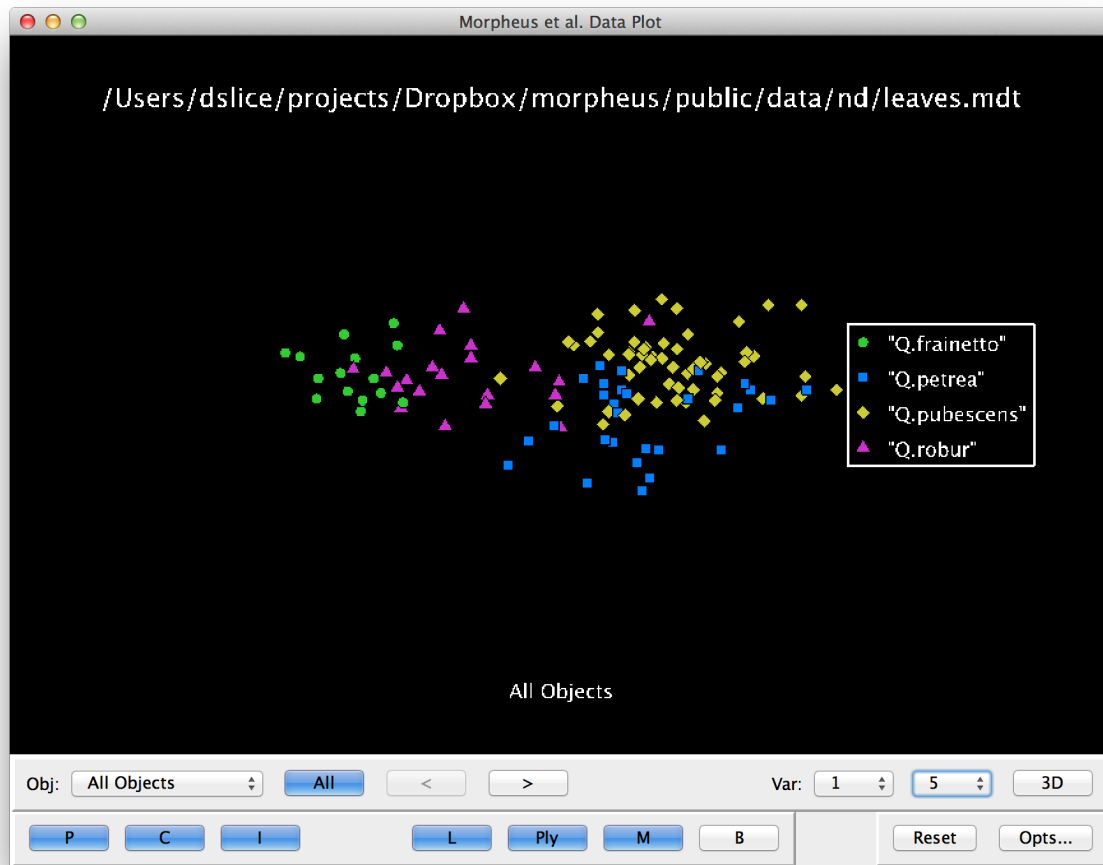 Morpheus et al. Data Plot
/Users/dslice/projects/Dropbox/morpheus/public/data/nd/leaves.mdt
"Q.frainetto"
"Q.petrea"
"Q.pubescens"
"Q.robur"
All Objects
Obj: All Objects All < > Var: 1 5 3D
P C I L Ply M B Reset Opts...